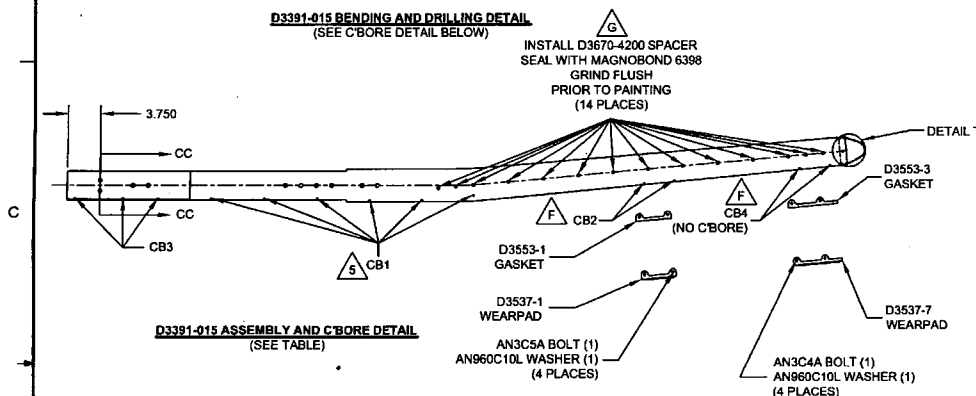 D3391-015 BENDING AND DRILLING DETAIL
(SEE C'BORE DETAIL BELOW)
G
INSTALL D3670-4200 SPACER
SEAL WITH MAGNOBOND 6398
GRIND FLUSH
PRIOR TO PAINTING
(14 PLACES)
3.750
CC
DETAIL
D3553-3
GASKET
C
F
CB2
F
CB4
(NO C'BORE)
CC
CB3
5
CB1
D3553-1
GASKET
D3537-1
WEARPAD
D3537-7
WEARPAD
D3391-015 ASSEMBLY AND C'BORE DETAIL
(SEE TABLE)
AN3C5A BOLT (1)
AN960C10L WASHER (1)
(4 PLACES)
AN3C4A BOLT (1)
AN960C10L WASHER (1)
(4 PLACES)